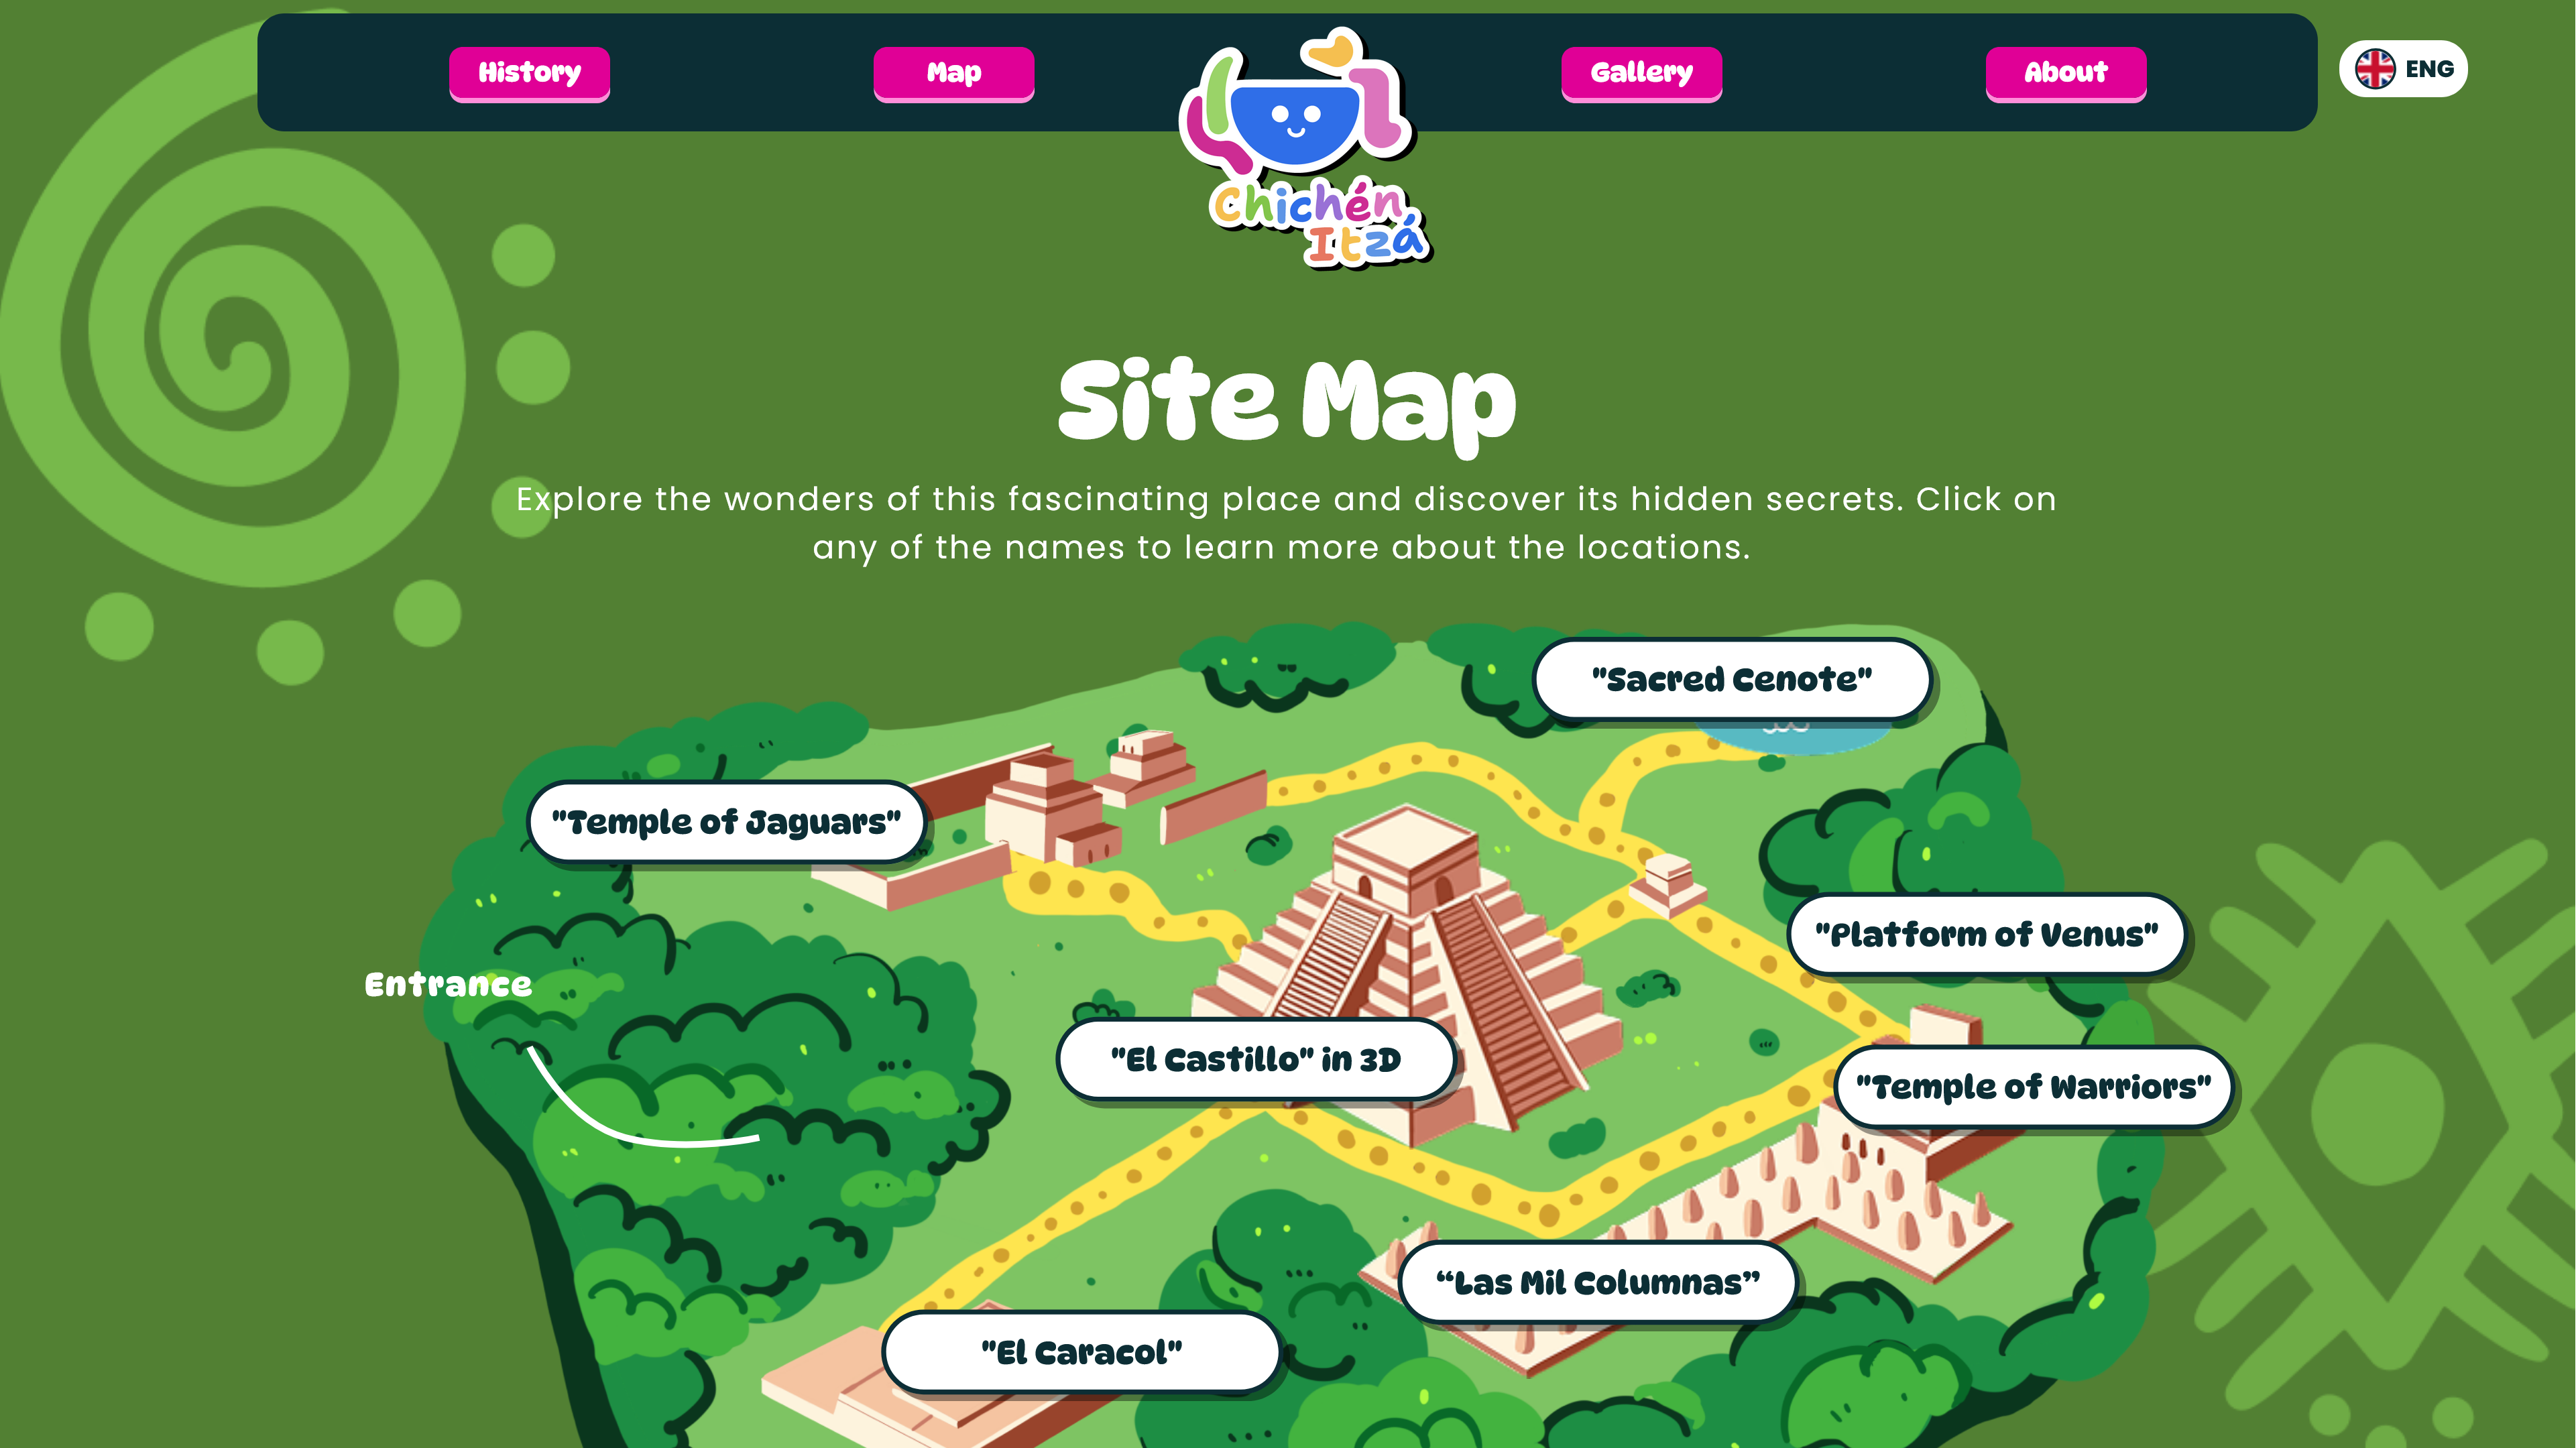 History
Map
Gallery
About
ENG
Chichén
Itzá
Site Map
Explore the wonders of this fascinating place and discover its hidden secrets. Click on
any of the names to learn more about the locations.
"Sacred Cenote"
"Temple of Jaguars"
"Platform of Venus"
Entrance
"El Castillo" in 3D
"Temple of Warriors"
“Las Mil Columnas”
"El Caracol"